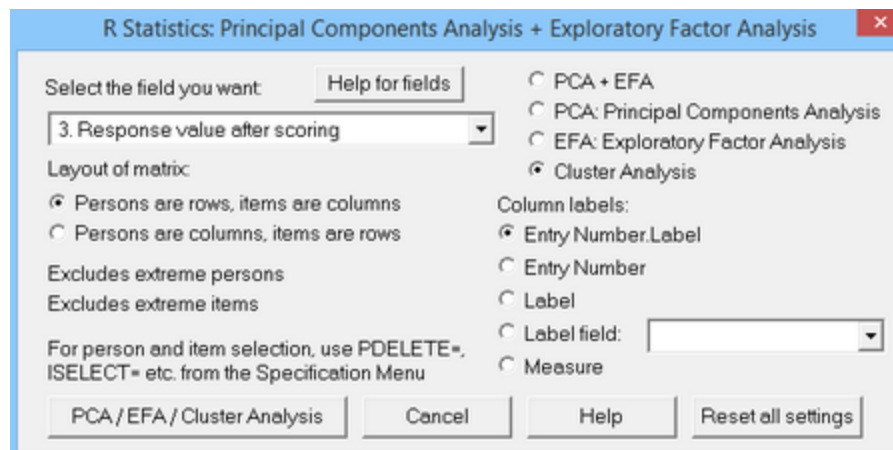 R Statistics: Principal Components Analysis + Exploratory Factor Analysis
Select the field you want:
Help for fields
3. Response value after scoring
Layout of matrix:
Persons are rows, items are columns
Persons are columns, items are rows
Excludes extreme persons
Excludes extreme items
For person and item selection, use PDELETE=,
ISELECT= etc. from the Specification Menu
PCA + EFA
PCA: Principal Components Analysis
EFA: Exploratory Factor Analysis
Cluster Analysis
Column labels:
Entry Number.Label
Entry Number
Label
Label field:
Measure
PCA / EFA / Cluster Analysis
Cancel
Help
Reset all settings